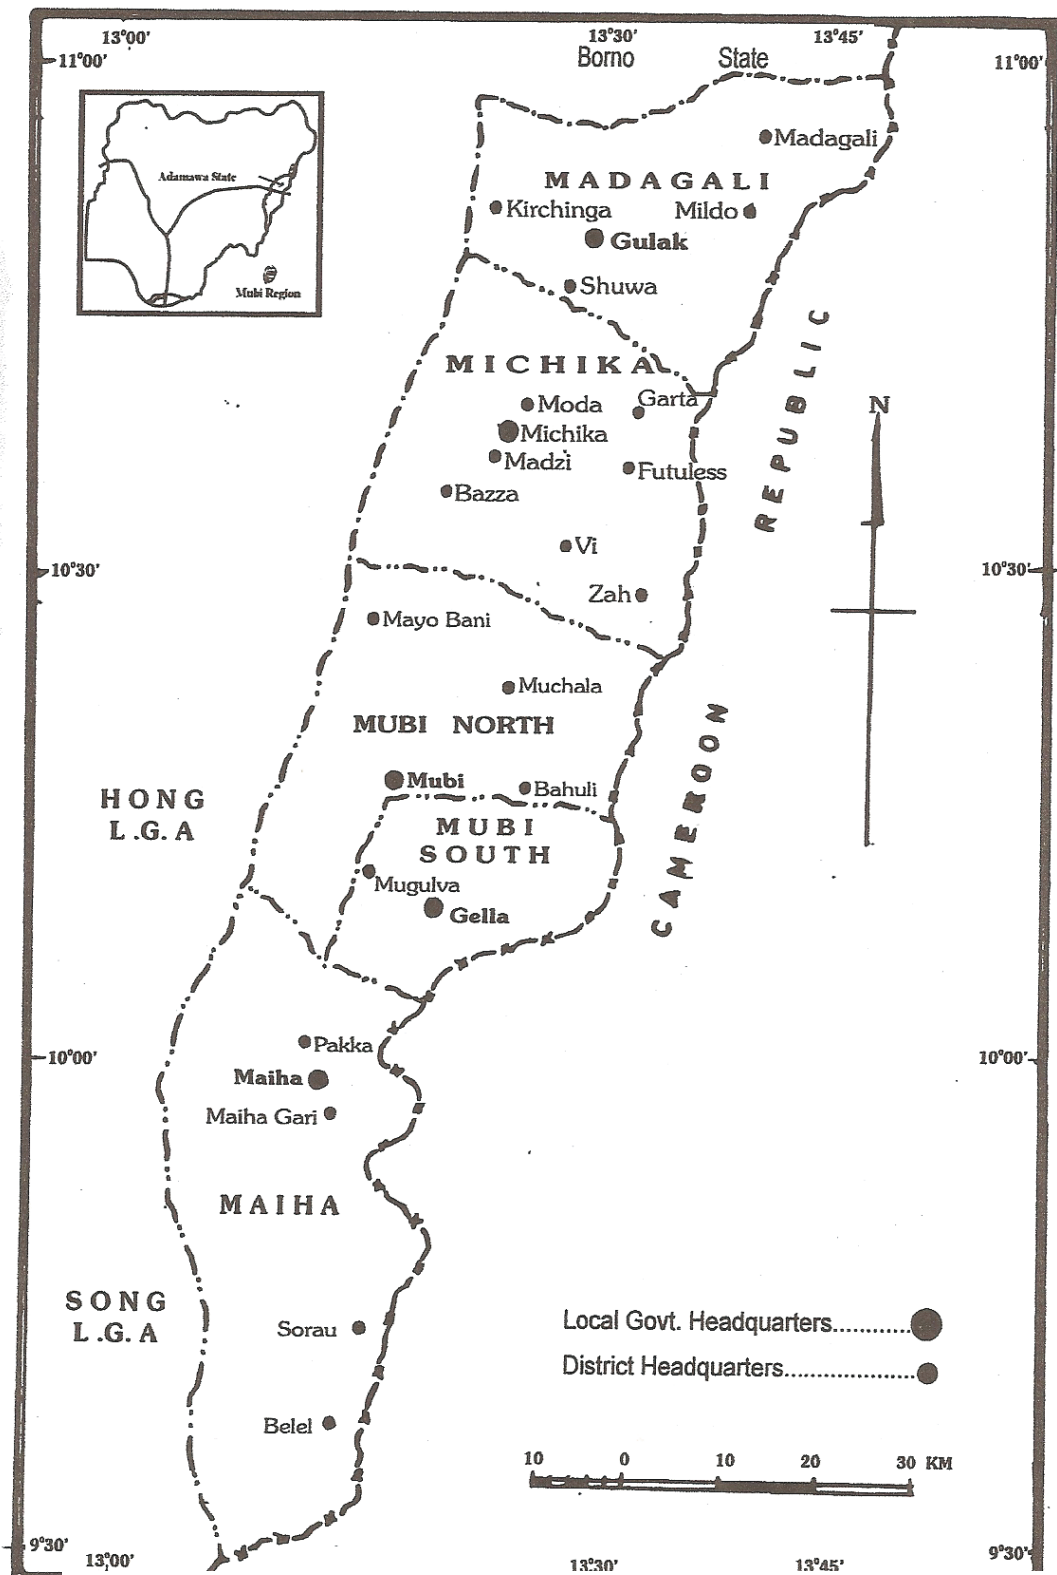 13°00'
13°30'
13°45'
Borno State
11°00'
11°00'
Adamawa State
Mubi Region
Madagali
MADAGALI
Kirchinga
Mildo
Gulak
Shuwa
MICHIKA
Moda
Garta
Michika
Madzi
Futuless
Bazza
Vi
Zah
REPUBLIC
N
10°30'
10°30'
Mayo Bani
Muchala
MUBI NORTH
Mubi
Bahuli
CAMEROON
HONG
L.G.A
MUBI
SOUTH
Mugulva
Gella
10°00'
10°00'
Pakka
Maiha
Maiha Gari
MAIHA
SONG
L.G.A
Sorau
Belel
Local Govt. Headquarters............
District Headquarters....................
10 0 10 20 30 KM
9°30'
9°30'
13°00'
13°30'
13°45'